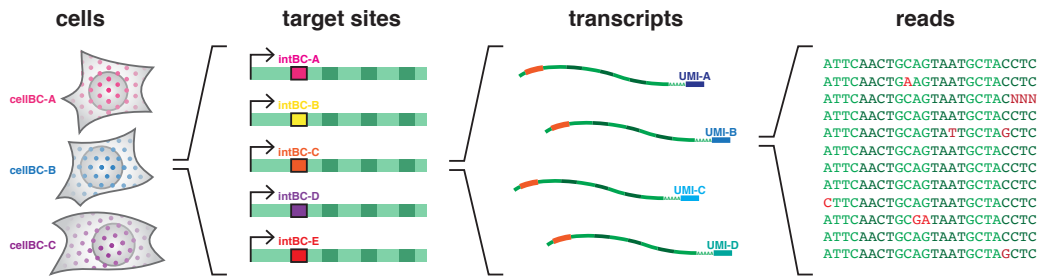 cells
target sites
transcripts
reads
cellBC-A
cellBC-B
cellBC-C
intBC-A
intBC-B
intBC-C
intBC-D
intBC-E
UMI-A
UMI-B
UMI-C
UMI-D
ATTCAACTGCAGTAATGCTACCTC
ATTCAACTGAAGTAATGCTACCTC
ATTCAACTGCAGTAATGCTACNNN
ATTCAACTGCAGTAATGCTACCTC
ATTCAACTGCAGTATTGCTAGCTC
ATTCAACTGCAGTAATGCTACCTC
ATTCAACTGCAGTAATGCTACCTC
ATTCAACTGCAGTAATGCTACCTC
CTTCAACTGCAGTAATGCTACCTC
ATTCAACTGCGATAATGCTACCTC
ATTCAACTGCAGTAATGCTACCTC
ATTCAACTGCAGTAATGCTAGCTC